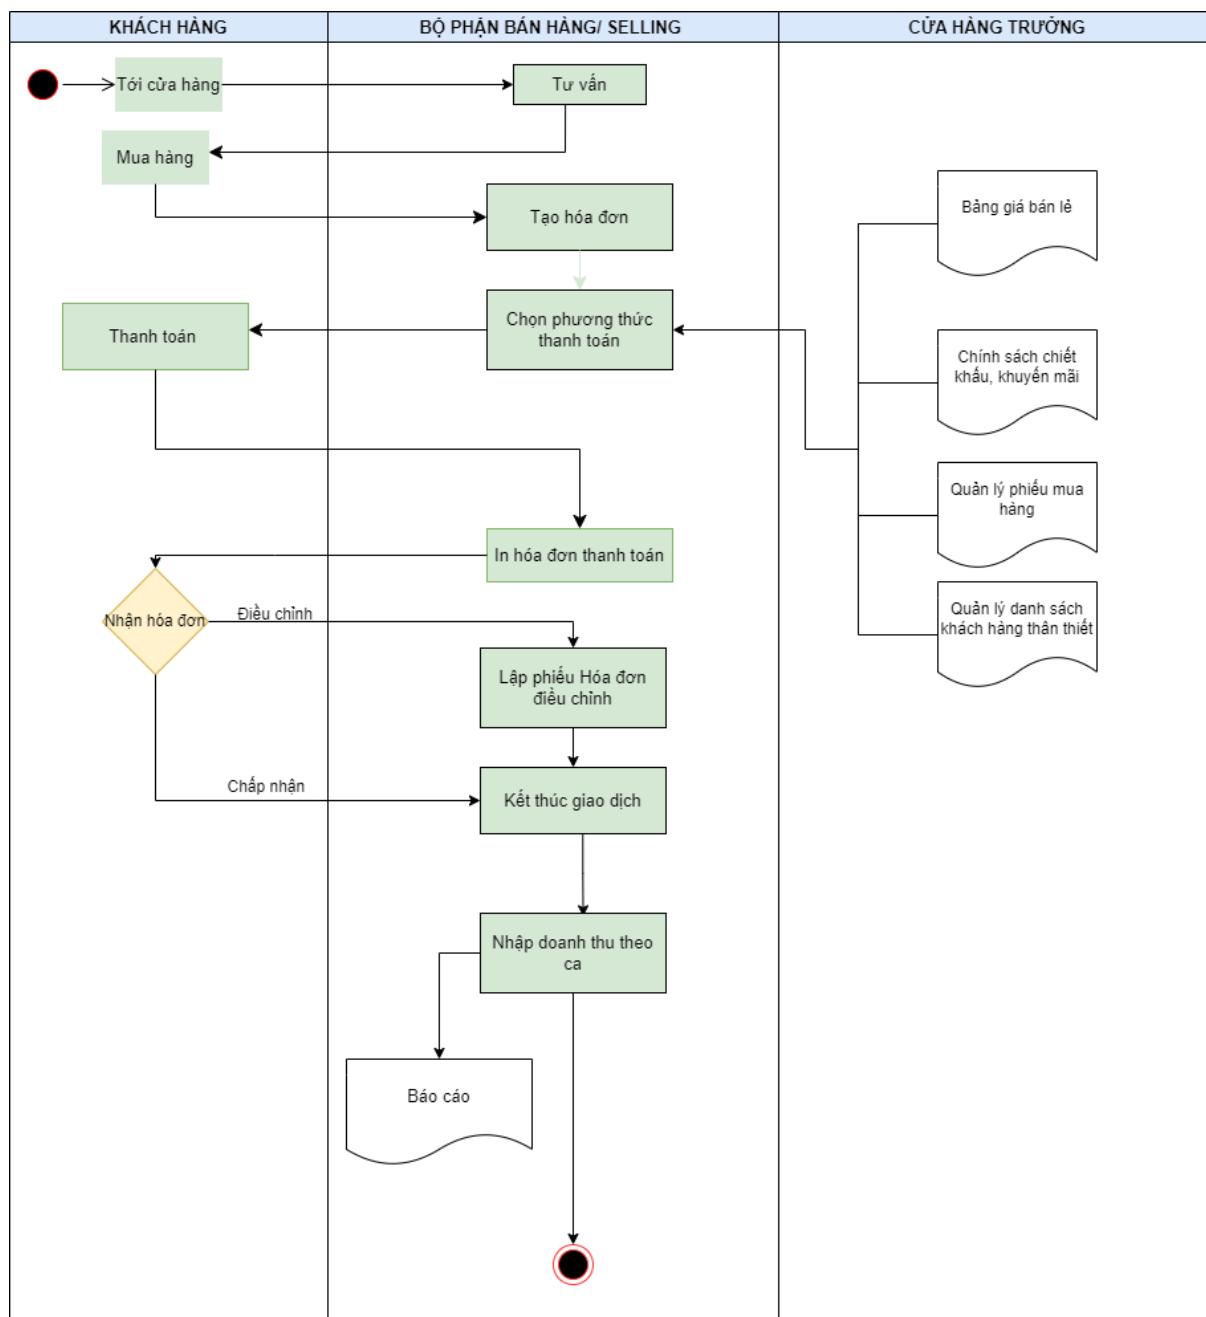 KHÁCH HÀNG
BỘ PHẬN BÁN HÀNG/ SELLING
CỬA HÀNG TRƯỞNG
Tới cửa hàng
Tư vấn
Mua hàng
Tạo hóa đơn
Bảng giá bán lẻ
Thanh toán
Chọn phương thức
thanh toán
Chính sách chiết
khấu, khuyến mãi
Quản lý phiếu mua
hàng
In hóa đơn thanh toán
Nhận hóa đơn
Điều chỉnh
Quản lý danh sách
khách hàng thân thiết
Lập phiếu Hóa đơn
điều chỉnh
Chấp nhận
Kết thúc giao dịch
Nhập doanh thu theo
ca
Báo cáo